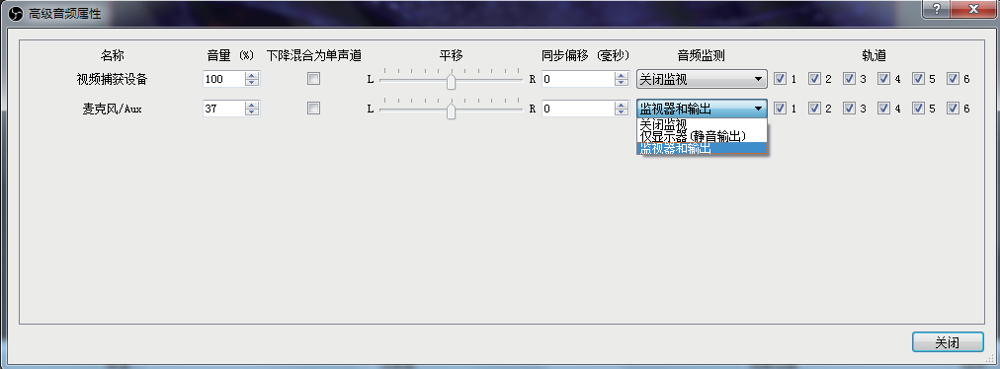 高级音频属性
名称 音量 (%) 下降混合为单声道 平移 同步偏移 (毫秒) 音频监测 轨道
视频捕获设备 100 L R 0 关闭监视 1 2 3 4 5 6
麦克风/Aux 37 L R 0 监视器和输出 1 2 3 4 5 6
关闭监视
仅显示器(静音输出)
监视器和输出
关闭